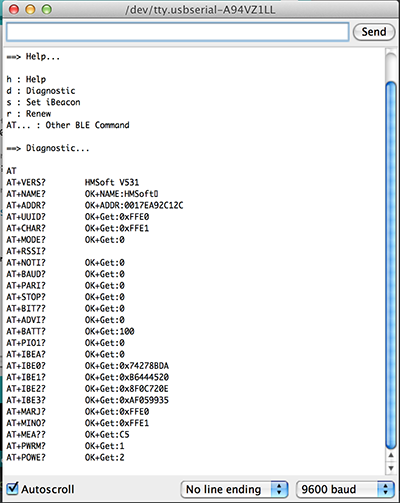 /dev/tty.usbserial-A94VZ1LL
Send
==> Help...
h : Help
d : Diagnostic
s : Set iBeacon
r : Renew
AT... : Other BLE Command
==> Diagnostic...
AT
AT+VERS? HMSoft V531
AT+NAME? OK+NAME:HMSoft▯
AT+ADDR? OK+ADDR:0017EA92C12C
AT+UUID? OK+Get:0xFFE0
AT+CHAR? OK+Get:0xFFE1
AT+MODE? OK+Get:0
AT+RSSI?
AT+NOTI? OK+Get:0
AT+BAUD? OK+Get:0
AT+PARI? OK+Get:0
AT+STOP? OK+Get:0
AT+BIT7? OK+Get:0
AT+ADVI? OK+Get:0
AT+BATT? OK+Get:100
AT+PIO1? OK+Get:0
AT+IBEA? OK+Get:0
AT+IBE0? OK+Get:0x74278BDA
AT+IBE1? OK+Get:0xB6444520
AT+IBE2? OK+Get:0x8F0C720E
AT+IBE3? OK+Get:0xAF059935
AT+MARJ? OK+Get:0xFFE0
AT+MINO? OK+Get:0xFFE1
AT+MEA?? OK+Get:C5
AT+PWRM? OK+Get:1
AT+POWE? OK+Get:2
Autoscroll No line ending 9600 baud